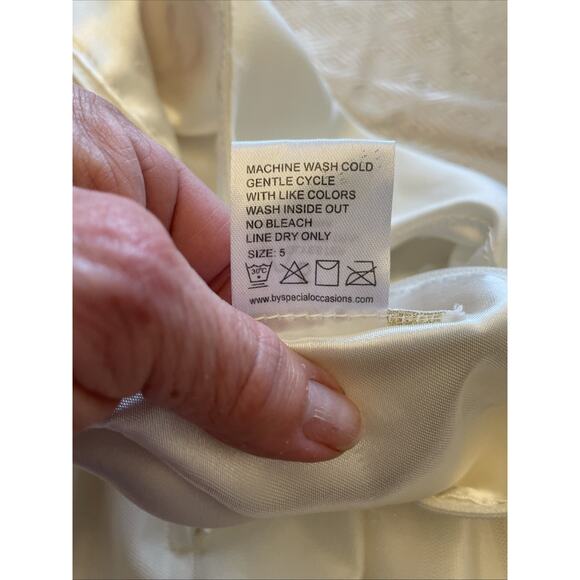 MACHINE WASH COLD
GENTLE CYCLE
WITH LIKE COLORS
WASH INSIDE OUT
NO BLEACH
LINE DRY ONLY
SIZE: 5
30°C
www.byspecialoccasions.com